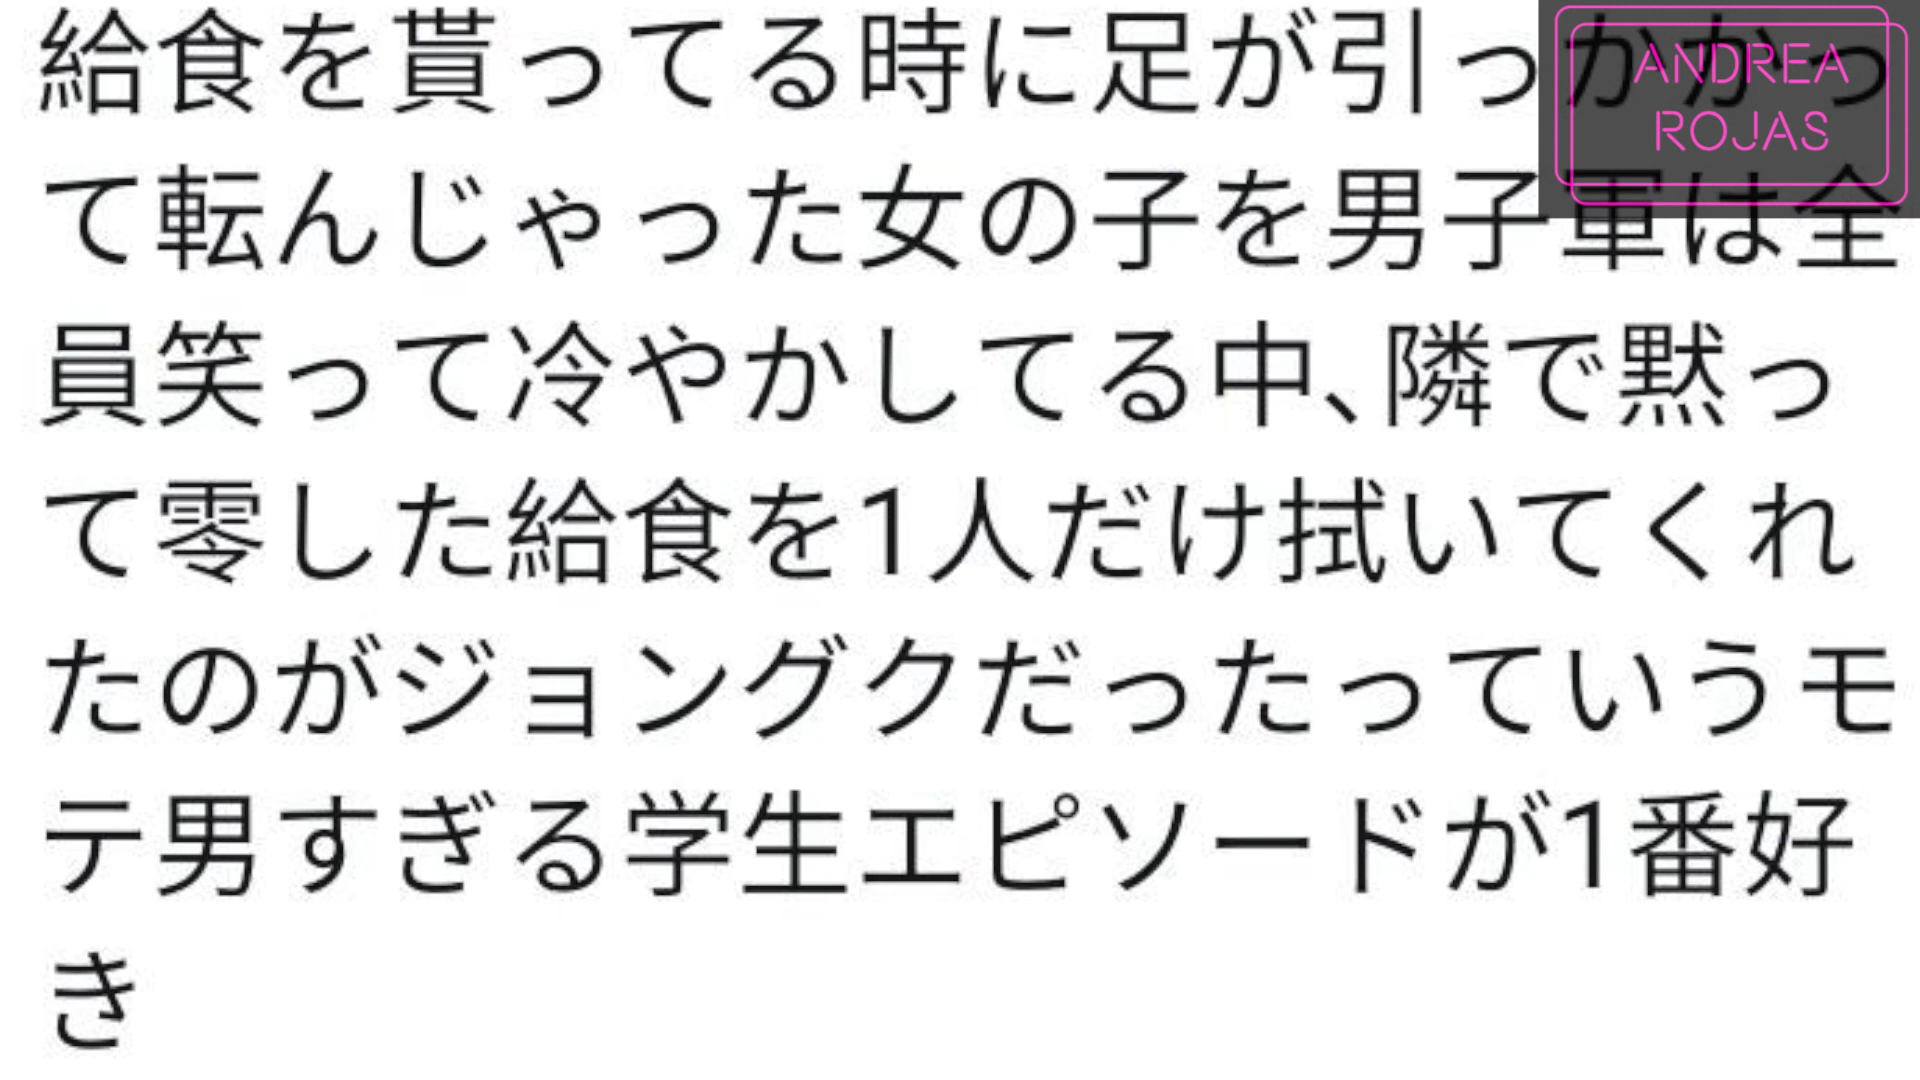 給食を貰ってる時に足が引っかかっ
て転んじゃった女の子を男子軍は全
員笑って冷やかしてる中､隣で黙っ
て零した給食を1人だけ拭いてくれ
たのがジョングクだったっていうモ
テ男すぎる学生エピソードが1番好
き
ANDREA
ROJAS